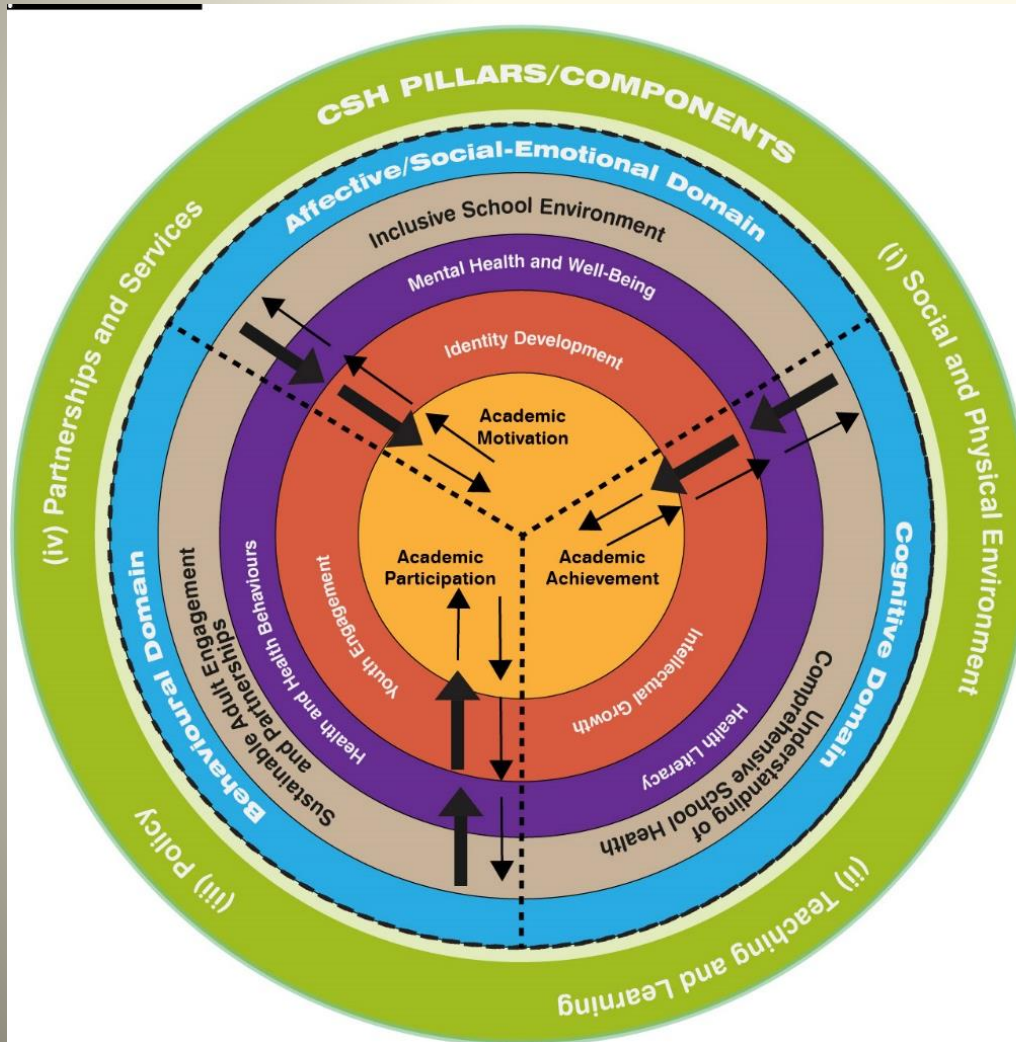 CSH PILLARS/COMPONENTS
Affective/Social-Emotional Domain
Inclusive School Environment
Mental Health and Well-Being
Identity Development
Academic
Motivation
Academic
Participation
Academic
Achievement
(i) Social and Physical Environment
(ii) Teaching and Learning
(iii) Policy
(iv) Partnerships and Services
Cognitive Domain
Understanding of
Comprehensive School Health
Health Literacy
Intellectual Growth
Behavioural Domain
Sustainable Adult Engagement
and Partnerships
Health and Health Behaviours
Youth Engagement